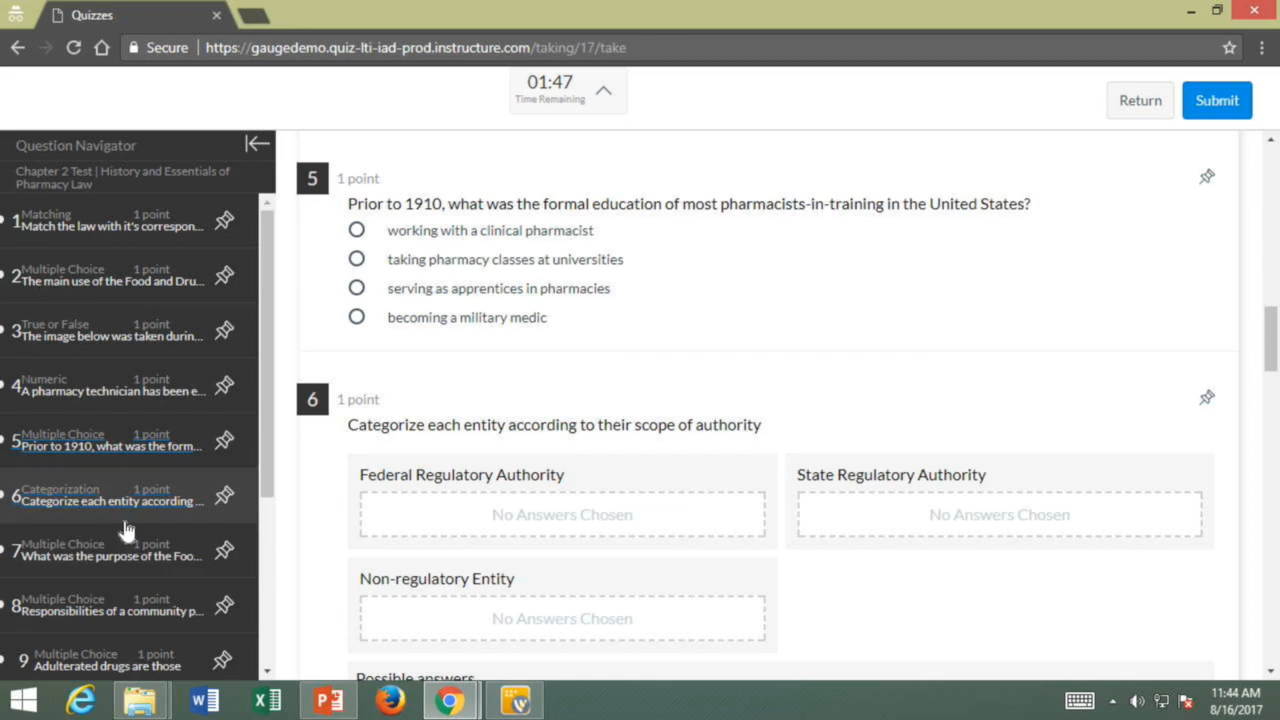 Quizzes
Secure
https://gaugedemo.quiz-lti-iad-prod.instructure.com/taking/17/take
01:47
Time Remaining
Return
Submit
Question Navigator
Chapter 2 Test | History and Essentials of
Pharmacy Law
1 Matching 1 point
Match the law with it's correspon...
2 Multiple Choice 1 point
The main use of the Food and Dru...
3 True or False 1 point
The image below was taken durin...
4 Numeric 1 point
A pharmacy technician has been e...
5 Multiple Choice 1 point
Prior to 1910, what was the form...
6 Categorization 1 point
Categorize each entity according ...
7 Multiple Choice 1 point
What was the purpose of the Foo...
8 Multiple Choice 1 point
Responsibilities of a community p...
9 Multiple Choice 1 point
Adulterated drugs are those
5 1 point
Prior to 1910, what was the formal education of most pharmacists-in-training in the United States?
working with a clinical pharmacist
taking pharmacy classes at universities
serving as apprentices in pharmacies
becoming a military medic
6 1 point
Categorize each entity according to their scope of authority
Federal Regulatory Authority
No Answers Chosen
State Regulatory Authority
No Answers Chosen
Non-regulatory Entity
No Answers Chosen
Possible answers
11:44 AM
8/16/2017